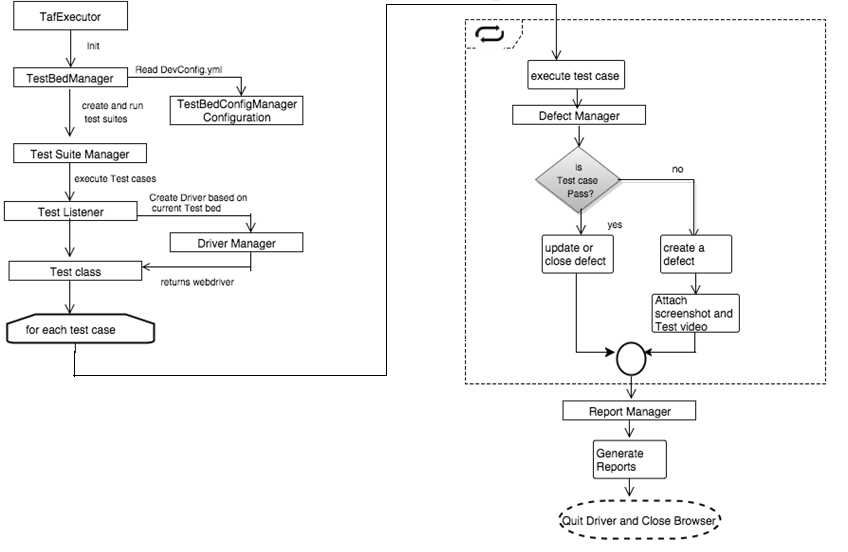 TafExecutor
Init
Read DevConfig.yml
TestBedManager
TestBedConfigManager
Configuration
create and run
test suites
Test Suite Manager
execute Test cases
Create Driver based on
current Test bed
Test Listener
Driver Manager
Test class
returns webdriver
for each test case
execute test case
Defect Manager
is
Test case
Pass?
no
yes
update or
close defect
create a
defect
Attach
screenshot and
Test video
Report Manager
Generate
Reports
Quit Driver and Close Browser